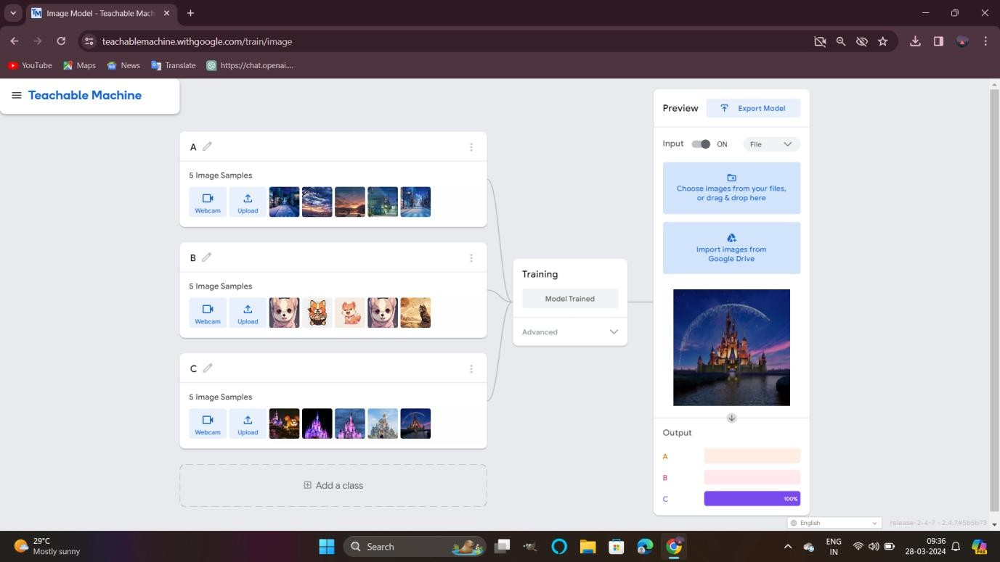 Image Model - Teachable Mach
teachablemachine.withgoogle.com/train/image
YouTube
Maps
News
Translate
https://chat.openai....
Teachable Machine
A
5 Image Samples
Webcam
Upload
B
5 Image Samples
Webcam
Upload
C
5 Image Samples
Webcam
Upload
Add a class
Training
Model Trained
Advanced
Preview
Export Model
Input
ON
File
Choose images from your files,
or drag & drop here
Import images from
Google Drive
Output
A
B
C
100%
English
release-2-4-7 - 2.4.7#5b5b73
29°C
Mostly sunny
Search
ENG
IN
09:36
28-03-2024
PRE